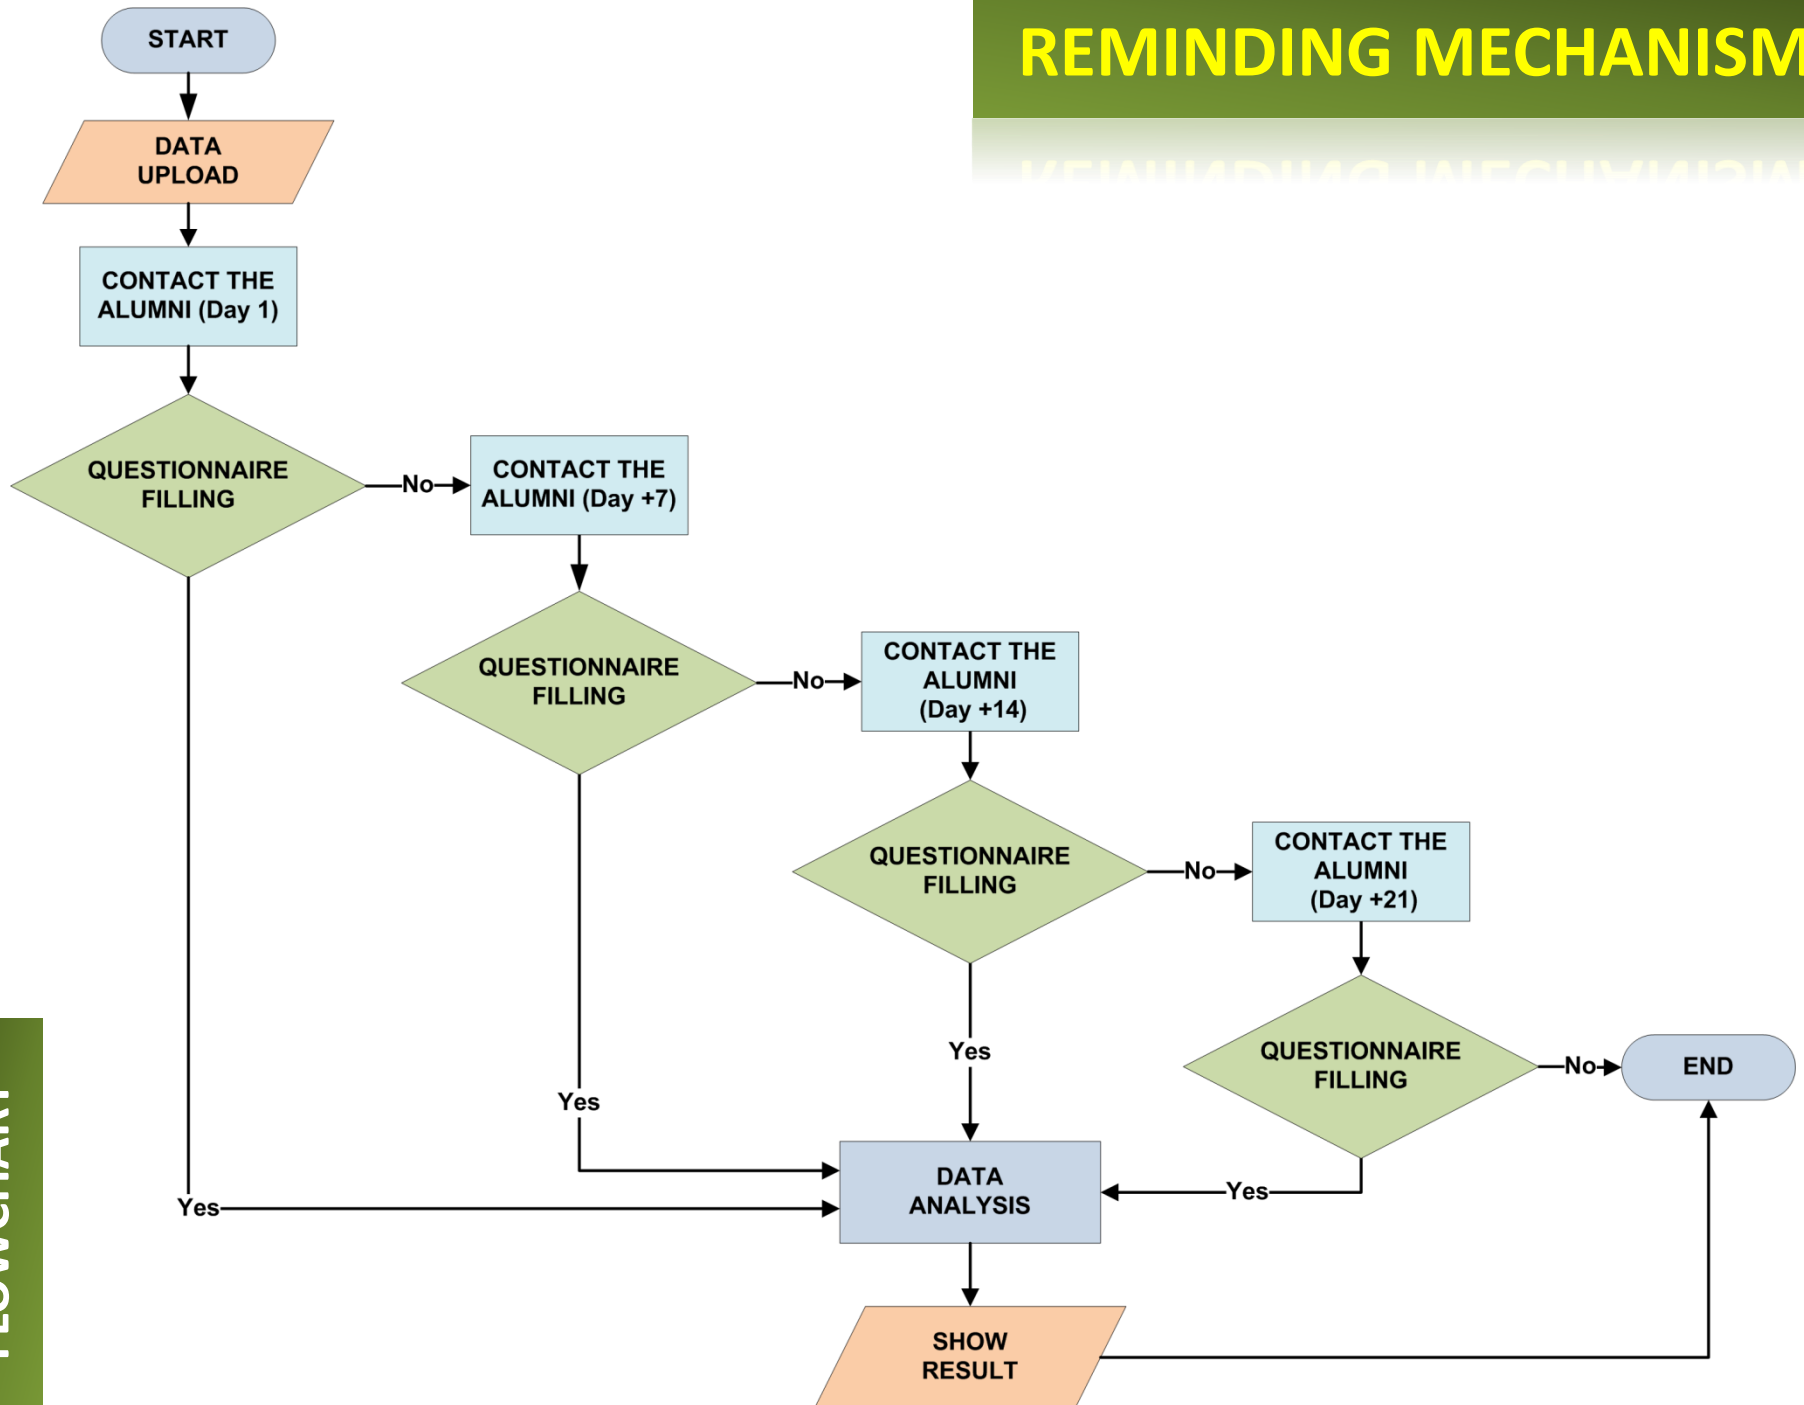 REMINDING MECHANISM
START
DATA
UPLOAD
CONTACT THE
ALUMNI (Day 1)
QUESTIONNAIRE
FILLING
No
CONTACT THE
ALUMNI (Day +7)
QUESTIONNAIRE
FILLING
No
CONTACT THE
ALUMNI
(Day +14)
QUESTIONNAIRE
FILLING
No
CONTACT THE
ALUMNI
(Day +21)
QUESTIONNAIRE
FILLING
No
END
Yes
Yes
Yes
Yes
DATA
ANALYSIS
SHOW
RESULT
FLOWCHART